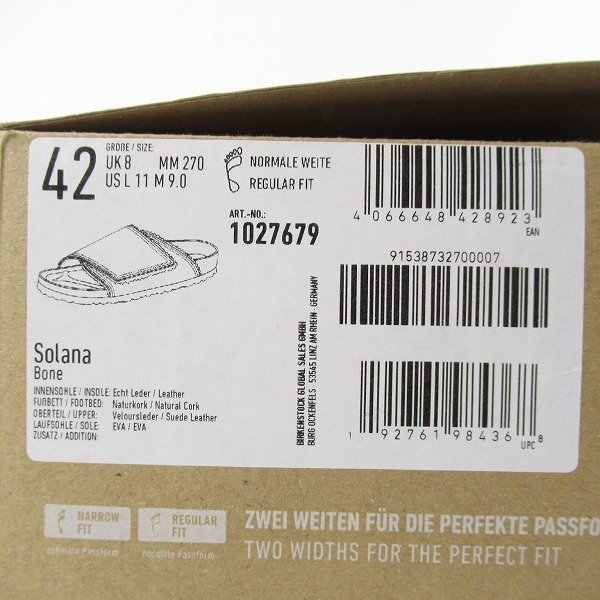 42
GRÖßE / SIZE:
UK 8 MM 270
US L 11 M 9.0
NORMALE WEITE
REGULAR FIT
ART.-NO.:
1027679
4 066648 428923
EAN
91538732700007
1 92761 98436 8
UPC
BIRKENSTOCK GLOBAL SALES GMBH
BURG OCKENFELS 53545 LINZ AM RHEIN - GERMANY
Solana
Bone
INNENSOHLE / INSOLE: Echt Leder / Leather
FUßBETT / FOOTBED: Naturkork / Natural Cork
OBERTEIL / UPPER: Veloursleder / Suede Leather
LAUFSOHLE / SOLE: EVA / EVA
ZUSATZ / ADDITION:
NARROW
FIT
normale Passform
REGULAR
FIT
normale Passform
ZWEI WEITEN FÜR DIE PERFEKTE PASSFO
TWO WIDTHS FOR THE PERFECT FIT